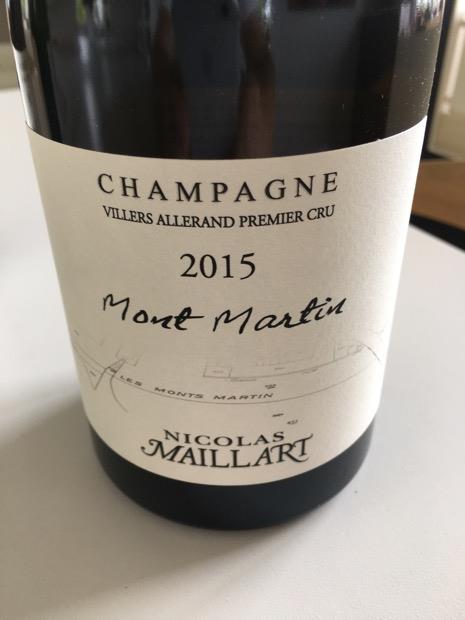 CHAMPAGNE
VILLERS ALLERAND PREMIER CRU
2015
Mont Martin
LES MONTS MARTIN
NICOLAS
MAILLART